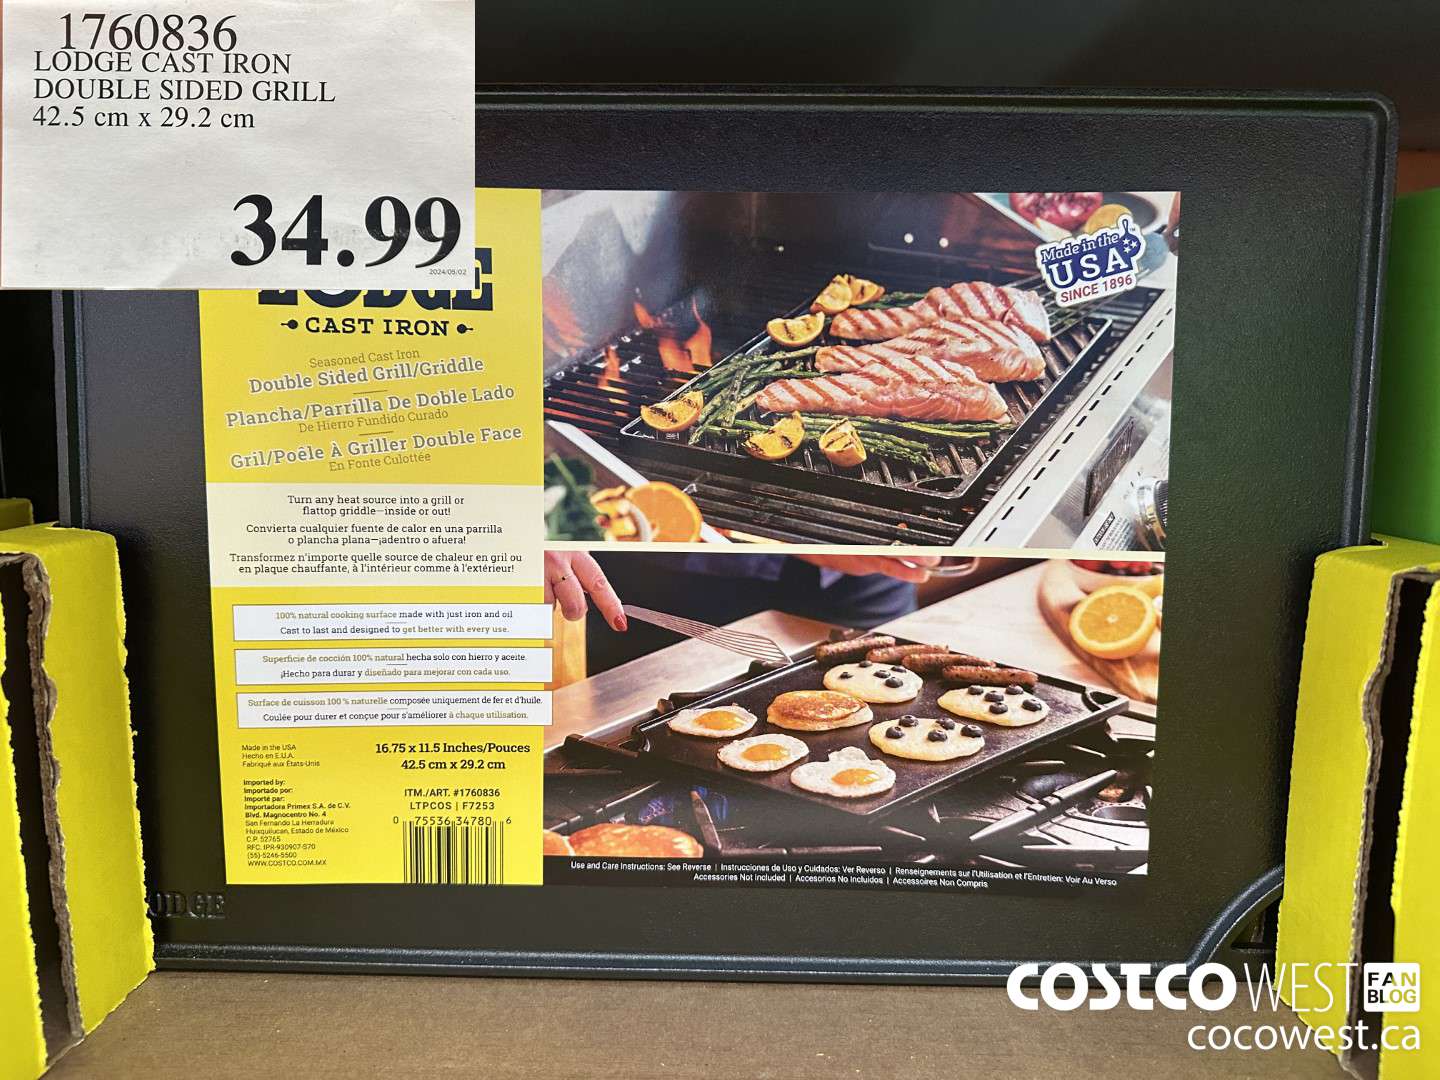 1760836
LODGE CAST IRON
DOUBLE SIDED GRILL
42.5 cm x 29.2 cm
34.99
2024/05/02
LODGE
CAST IRON
Seasoned Cast Iron
Double Sided Grill/Griddle
Plancha/Parrilla De Doble Lado
De Hierro Fundido Curado
Gril/Poêle À Griller Double Face
En Fonte Culottée
Turn any heat source into a grill or
flattop griddle—inside or out!
Convierta cualquier fuente de calor en una parrilla
o plancha plana—¡adentro o afuera!
Transformez n'importe quelle source de chaleur en gril ou
en plaque chauffante, à l'intérieur comme à l'extérieur!
100% natural cooking surface made with just iron and oil
Cast to last and designed to get better with every use.
Superficie de cocción 100% natural hecha solo con hierro y aceite.
¡Hecho para durar y diseñado para mejorar con cada uso.
Surface de cuisson 100 % naturelle composée uniquement de fer et d'huile.
Coulée pour durer et conçue pour s'améliorer à chaque utilisation.
Made in the USA
Hecho en E.U.A.
Fabriqué aux États-Unis
16.75 x 11.5 Inches/Pouces
42.5 cm x 29.2 cm
Imported by:
Importado por:
Importé par:
Importadora Primex S.A. de C.V.
Blvd. Magnocentro No. 4
San Fernando La Herradura
Huixquilucan, Estado de México
C.P. 52765
RFC. IPR-930907-S70
(55)-5246-5500
WWW.COSTCO.COM.MX
ITM./ART. #1760836
LTPCOS | F7253
0 75536 34780 6
Made in the
USA
SINCE 1896
Use and Care Instructions: See Reverse | Instrucciones de Uso y Cuidados: Ver Reverso | Renseignements sur l'Utilisation et l'Entretien: Voir Au Verso
Accessories Not Included | Accesorios No Incluidos | Accessoires Non Compris
LODGE
COSTCO WEST FAN BLOG
cocowest.ca